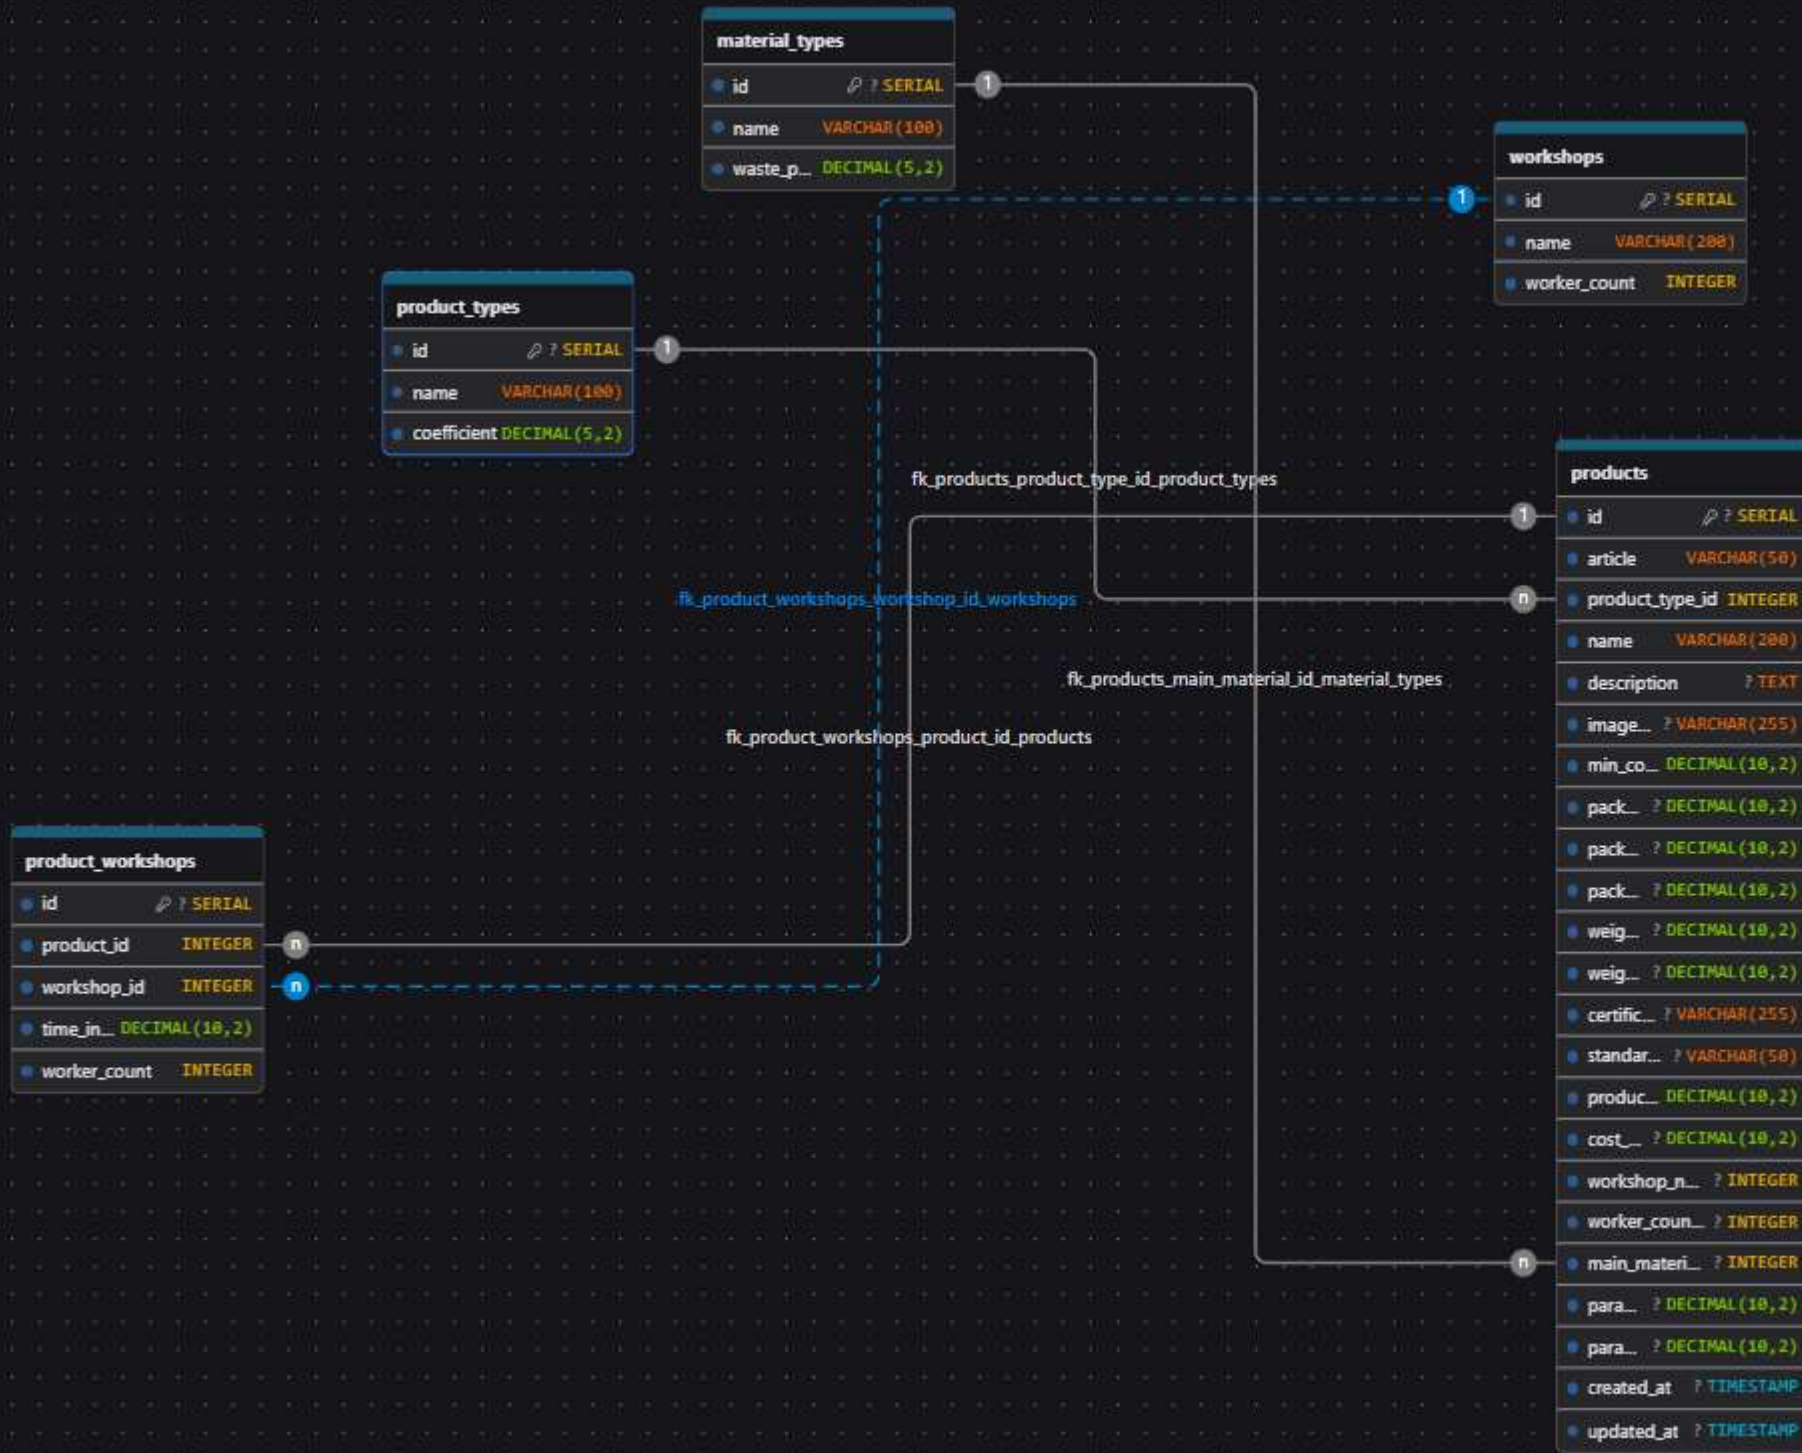 material_types
id ? SERIAL
1
name VARCHAR(100)
waste_p... DECIMAL(5,2)
workshops
1
id ? SERIAL
name VARCHAR(200)
worker_count INTEGER
product_types
id ? SERIAL
1
name VARCHAR(100)
coefficient DECIMAL(5,2)
fk_products_product_type_id_product_types
fk_product_workshops_workshop_id_workshops
fk_products_main_material_id_material_types
fk_product_workshops_product_id_products
products
1
id ? SERIAL
article VARCHAR(50)
n
product_type_id INTEGER
name VARCHAR(200)
description ? TEXT
image... ? VARCHAR(255)
min_co... DECIMAL(10,2)
pack... ? DECIMAL(10,2)
pack... ? DECIMAL(10,2)
pack... ? DECIMAL(10,2)
weig... ? DECIMAL(10,2)
weig... ? DECIMAL(10,2)
certific... ? VARCHAR(255)
standar... ? VARCHAR(50)
produc... DECIMAL(10,2)
cost_... ? DECIMAL(10,2)
workshop_n... ? INTEGER
worker_coun... ? INTEGER
n
main_materi... ? INTEGER
para... ? DECIMAL(10,2)
para... ? DECIMAL(10,2)
created_at ? TIMESTAMP
updated_at ? TIMESTAMP
product_workshops
id ? SERIAL
product_id INTEGER
n
workshop_id INTEGER
n
time_in... DECIMAL(10,2)
worker_count INTEGER